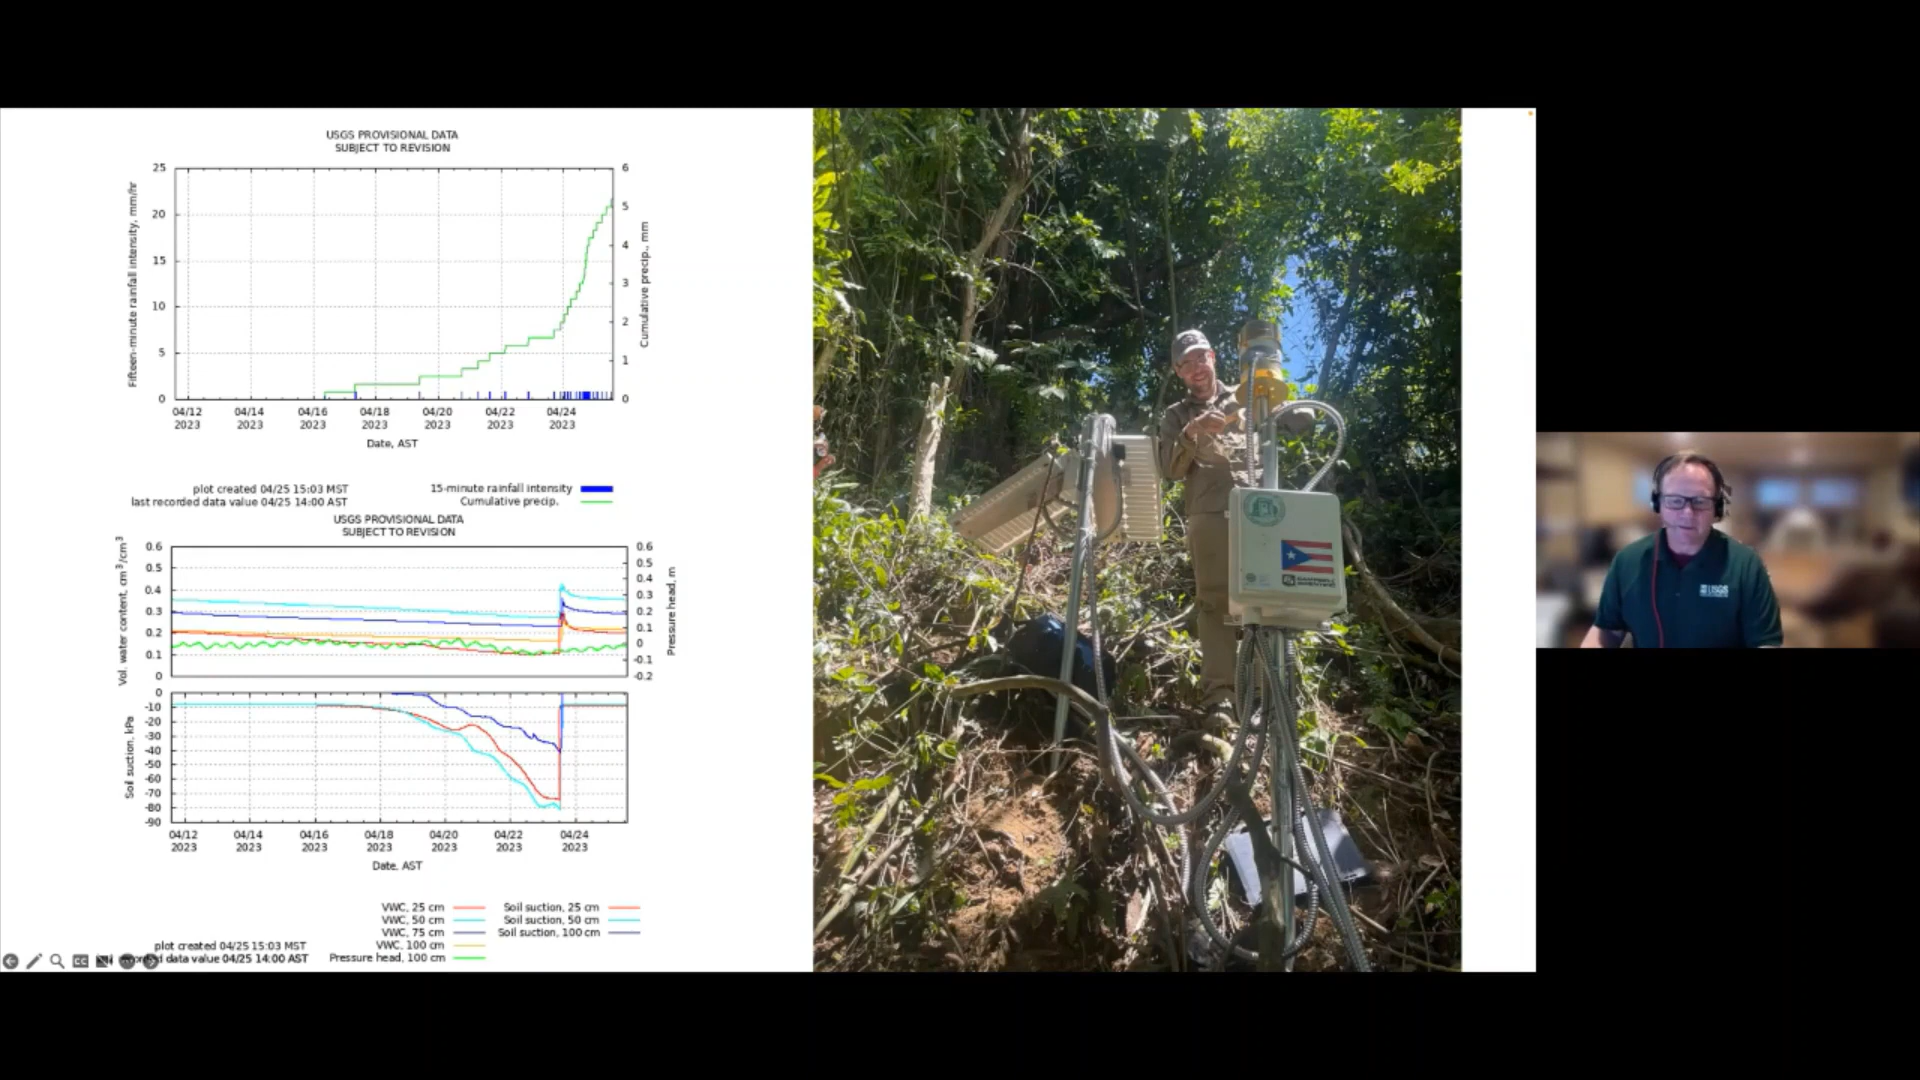 USGS PROVISIONAL DATA
SUBJECT TO REVISION
Fifteen-minute rainfall intensity, mm/hr
25
20
15
10
5
0
6
5
4
3
2
1
0
Cumulative precip., mm
04/12 04/14 04/16 04/18 04/20 04/22 04/24
2023 2023 2023 2023 2023 2023 2023
Date, AST
plot created 04/25 15:03 MST
last recorded data value 04/25 14:00 AST
15-minute rainfall intensity
Cumulative precip.
USGS PROVISIONAL DATA
SUBJECT TO REVISION
Vol. water content, cm³/cm³
0.6
0.5
0.4
0.3
0.2
0.1
0
0.6
0.5
0.4
0.3
0.2
0.1
0
-0.1
-0.2
Pressure head, m
Soil suction, kPa
0
-10
-20
-30
-40
-50
-60
-70
-80
-90
04/12 04/14 04/16 04/18 04/20 04/22 04/24
2023 2023 2023 2023 2023 2023 2023
Date, AST
VWC, 25 cm Soil suction, 25 cm
VWC, 50 cm Soil suction, 50 cm
VWC, 75 cm Soil suction, 100 cm
VWC, 100 cm
Pressure head, 100 cm
plot created 04/25 15:03 MST
data value 04/25 14:00 AST
CC
CAMPBELL
SCIENTIFIC
USGS